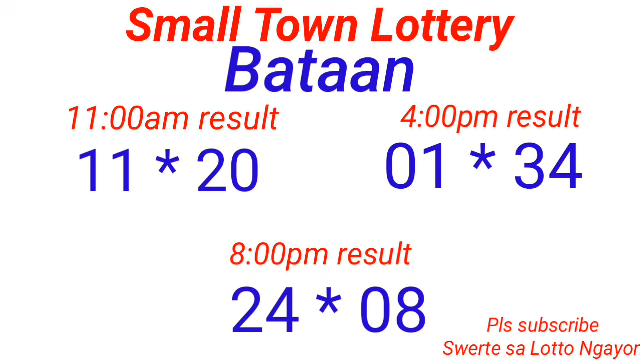 Small Town Lottery
Bataan
11:00am result
11 * 20
4:00pm result
01 * 34
8:00pm result
24 * 08
Pls subscribe
Swerte sa Lotto Ngayor